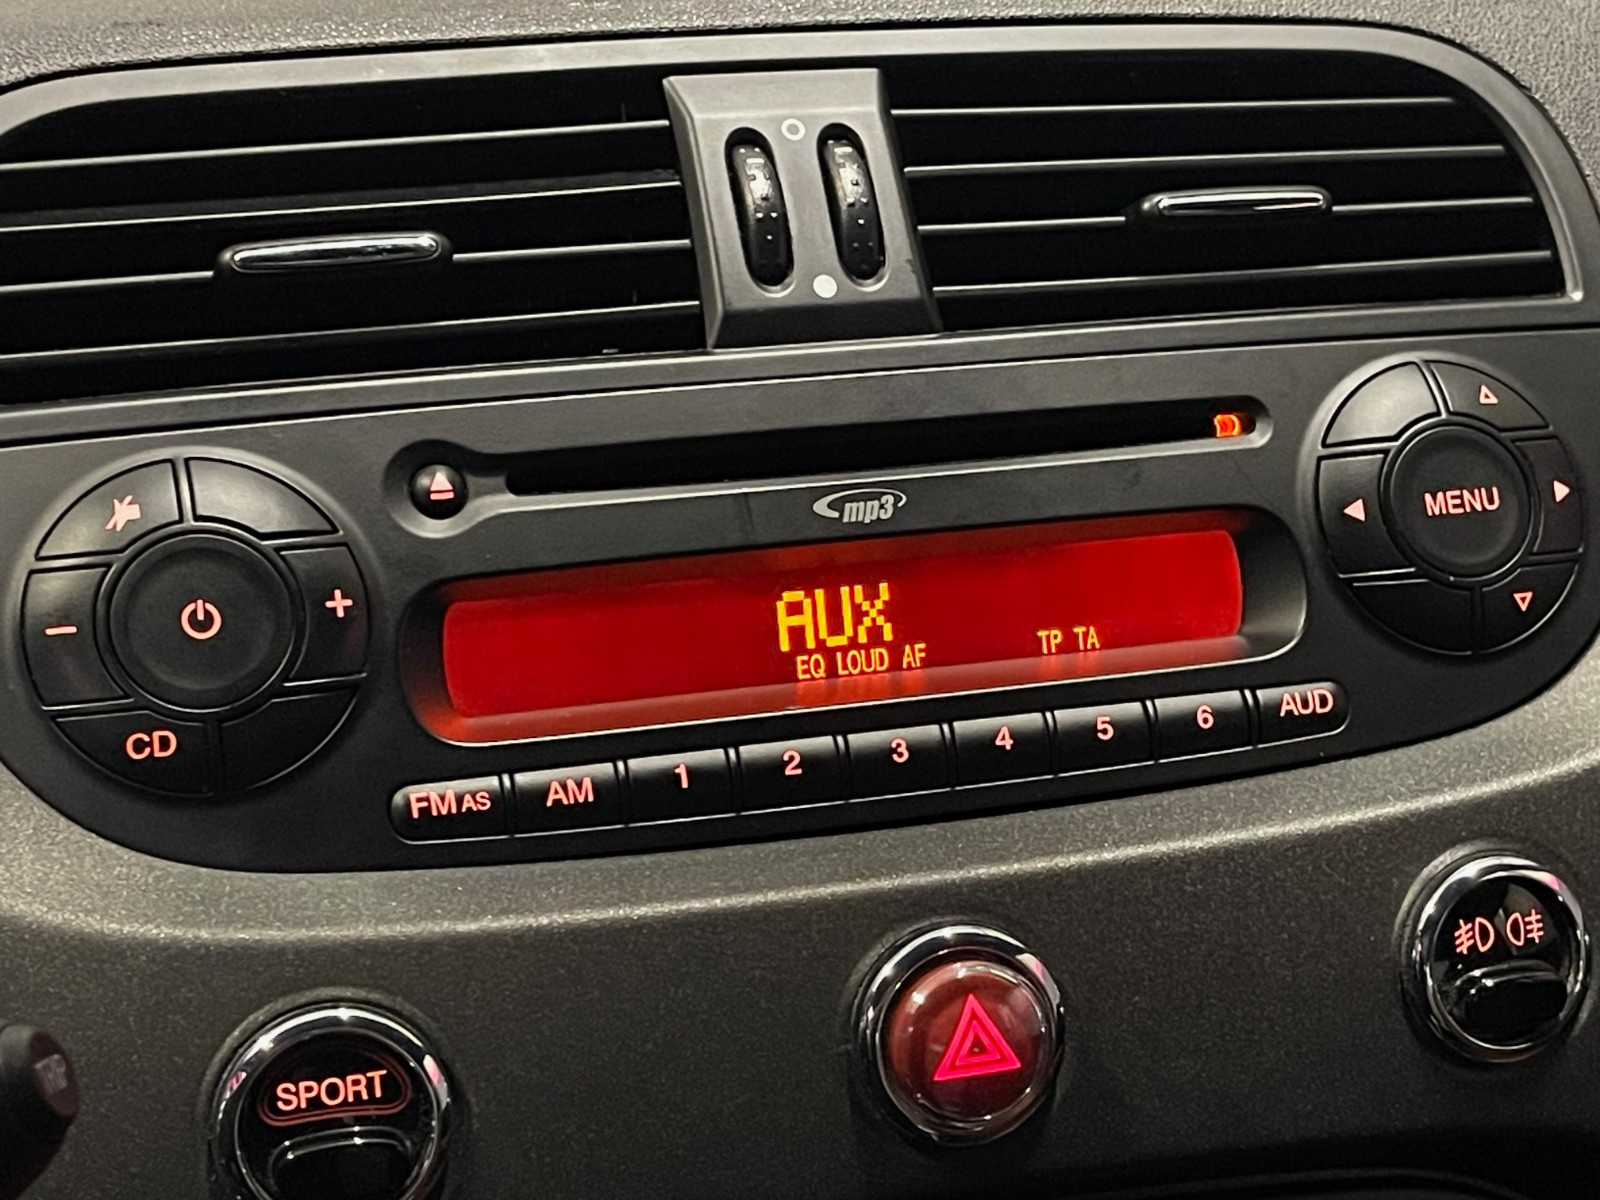 mp3
MENU
AUX
EQ LOUD AF TP TA
CD
FM AS AM 1 2 3 4 5 6 AUD
SPORT